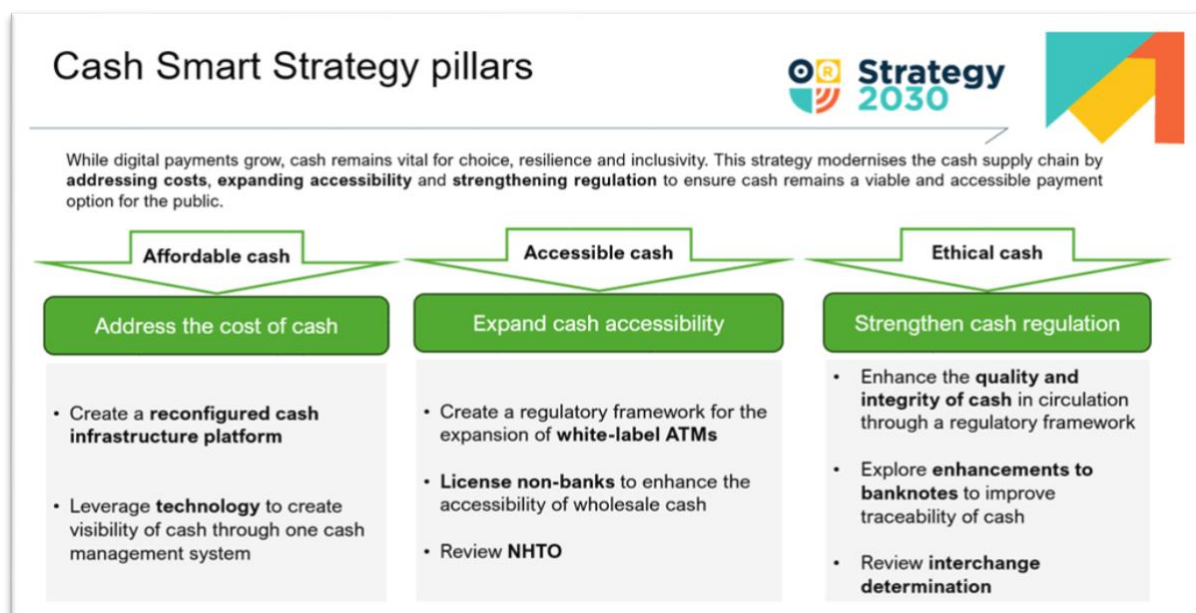 Cash Smart Strategy pillars
Strategy
2030
While digital payments grow, cash remains vital for choice, resilience and inclusivity. This strategy modernises the cash supply chain by
addressing costs, expanding accessibility and strengthening regulation to ensure cash remains a viable and accessible payment
option for the public.
Affordable cash
Address the cost of cash
• Create a reconfigured cash
infrastructure platform
• Leverage technology to create
visibility of cash through one cash
management system
Accessible cash
Expand cash accessibility
• Create a regulatory framework for the
expansion of white-label ATMs
• License non-banks to enhance the
accessibility of wholesale cash
• Review NHTO
Ethical cash
Strengthen cash regulation
• Enhance the quality and
integrity of cash in circulation
through a regulatory framework
• Explore enhancements to
banknotes to improve
traceability of cash
• Review interchange
determination